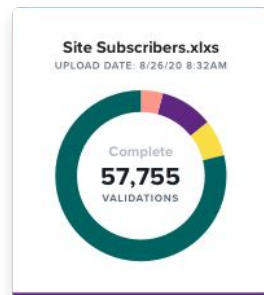 Site Subscribers.xlxs
UPLOAD DATE: 8/26/20 8:32AM
Complete
57,755
VALIDATIONS